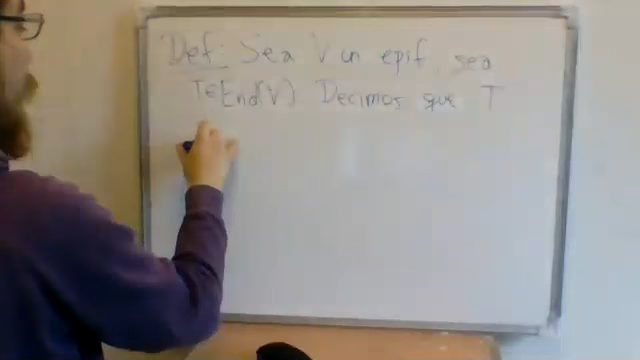 Def: Sea V un epif, sea
T∈End(V) Decimos que T